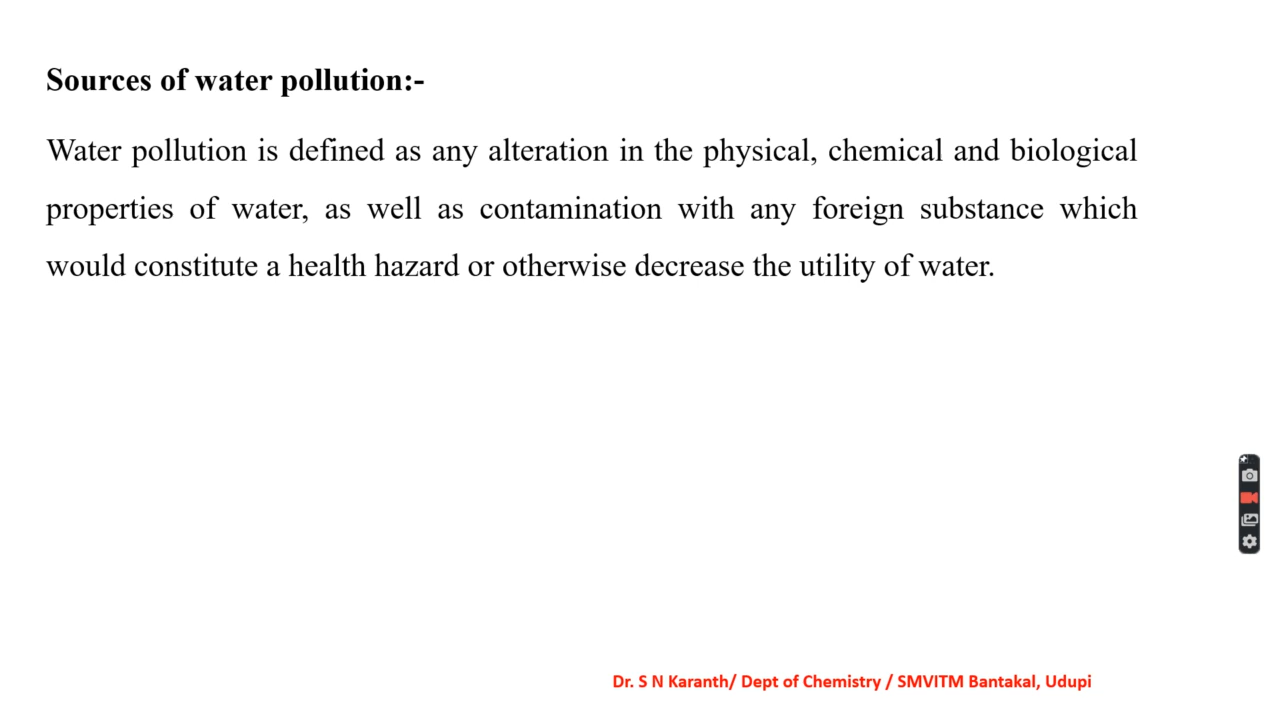 Sources of water pollution:-
Water pollution is defined as any alteration in the physical, chemical and biological
properties of water, as well as contamination with any foreign substance which
would constitute a health hazard or otherwise decrease the utility of water.
Dr. S N Karanth/ Dept of Chemistry / SMVITM Bantakal, Udupi